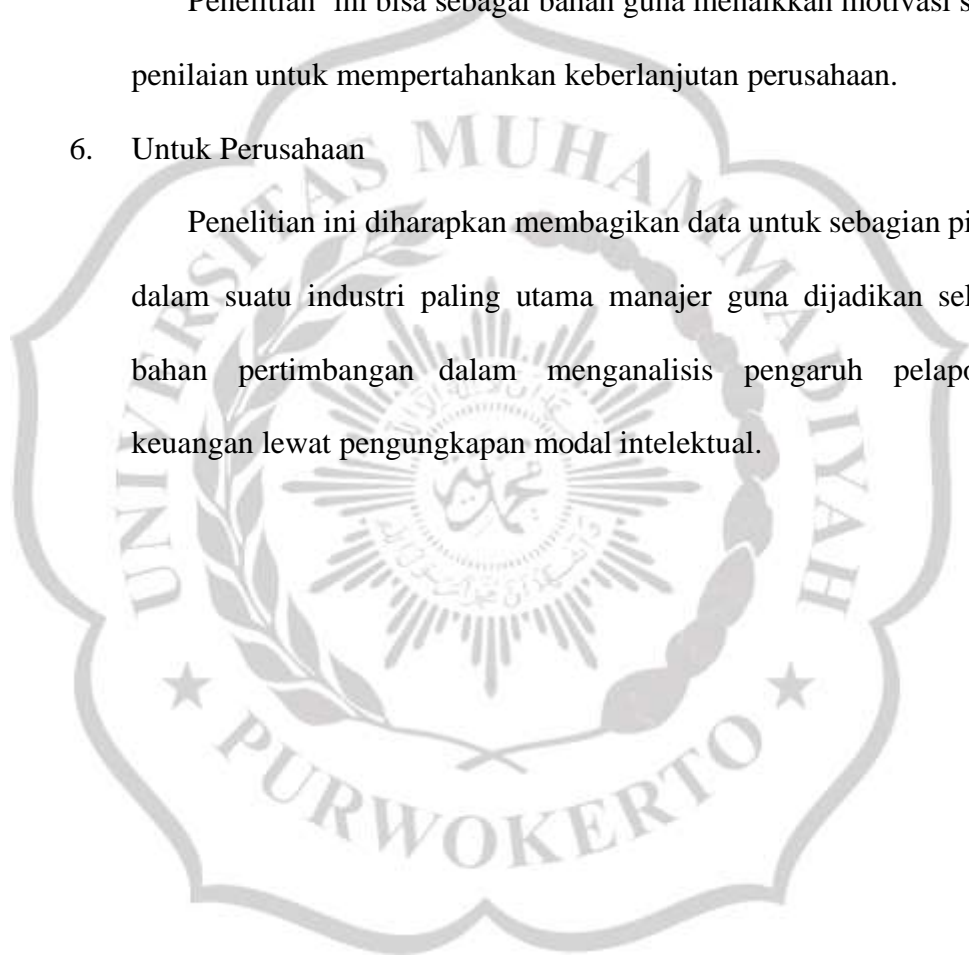 Penelitian ini bisa sebagai bahan guna menaikkan motivasi
penilaian untuk mempertahankan keberlanjutan perusahaan.
6. Untuk Perusahaan
Penelitian ini diharapkan membagikan data untuk sebagian
dalam suatu industri paling utama manajer guna dijadikan
bahan pertimbangan dalam menganalisis pengaruh
keuangan lewat pengungkapan modal intelektual.
UNIVERSITAS MUHAMMADIYAH
PURWOKERTO